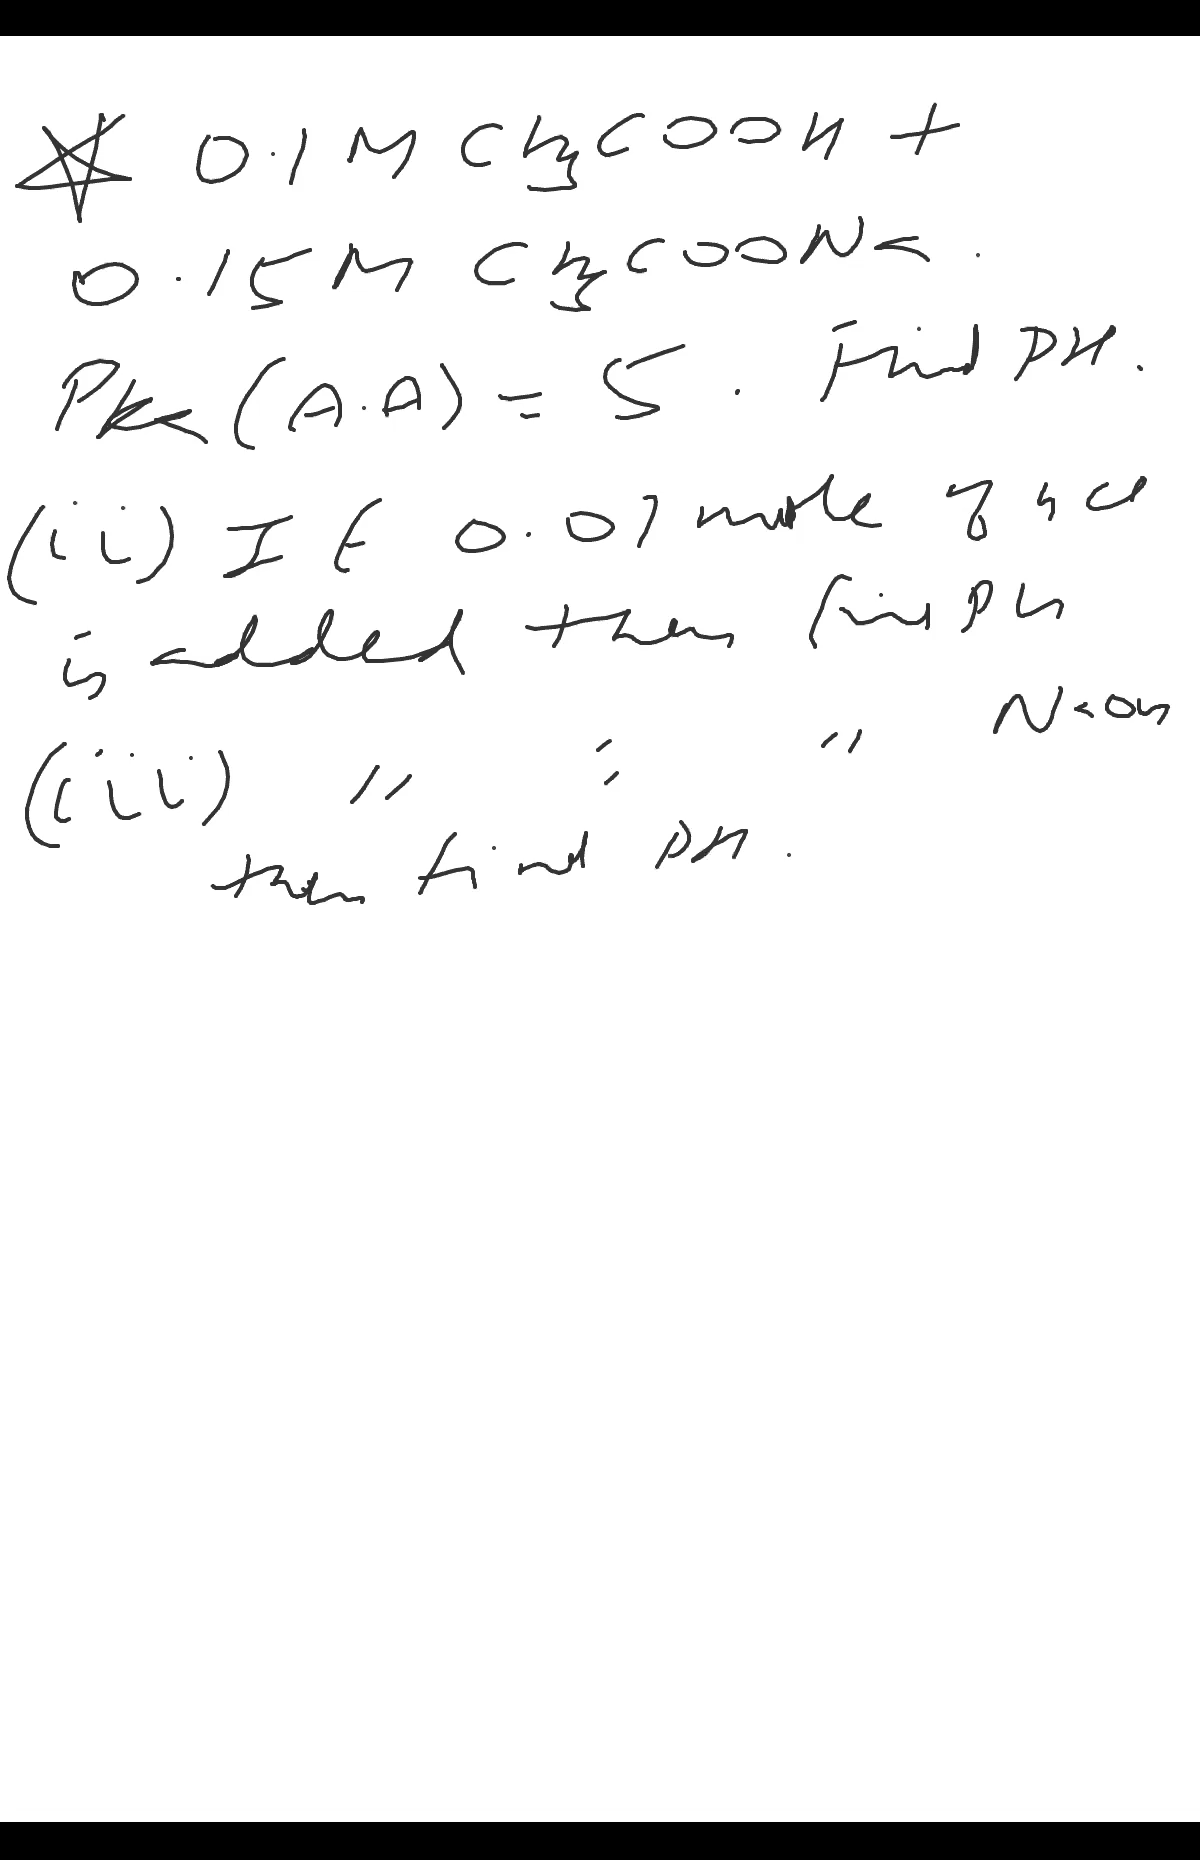 ☆ 0.1 M CH3COOH +
0.15 M CH3COONa.
PKa (A.A) = 5. Find PH.
(ii) If 0.01 mole of HCl
is added then find PH
(iii) " = " NaOH
then find PH.